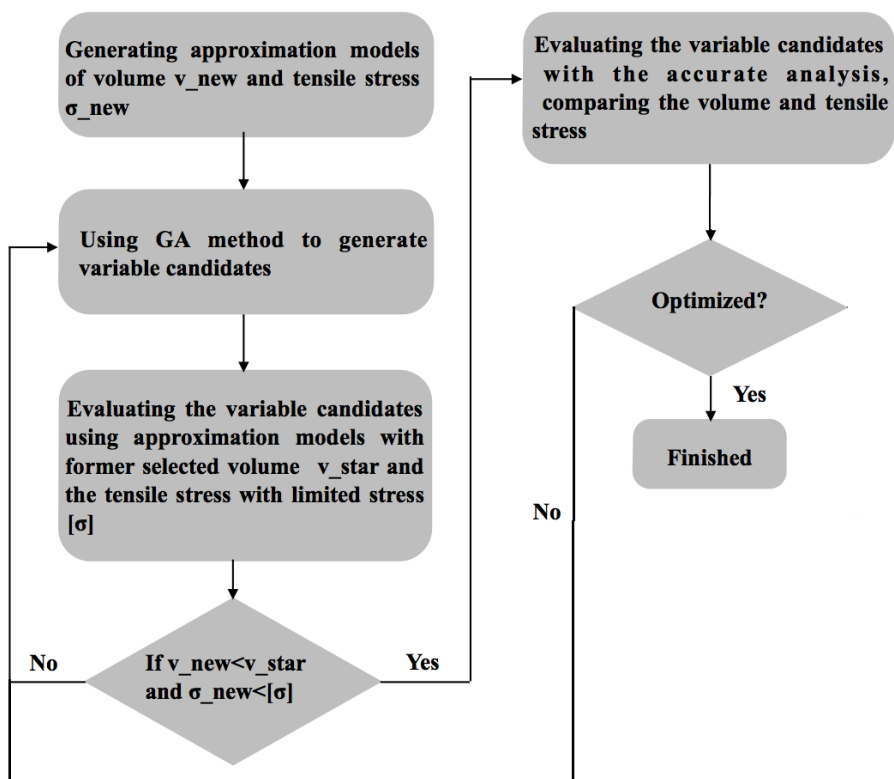 Generating approximation models
of volume v_new and tensile stress
σ_new
Using GA method to generate
variable candidates
Evaluating the variable candidates
using approximation models with
former selected volume v_star and
the tensile stress with limited stress
[σ]
If v_new<v_star
and σ_new<[σ]
No
Yes
Evaluating the variable candidates
with the accurate analysis,
comparing the volume and tensile
stress
Optimized?
Yes
Finished
No